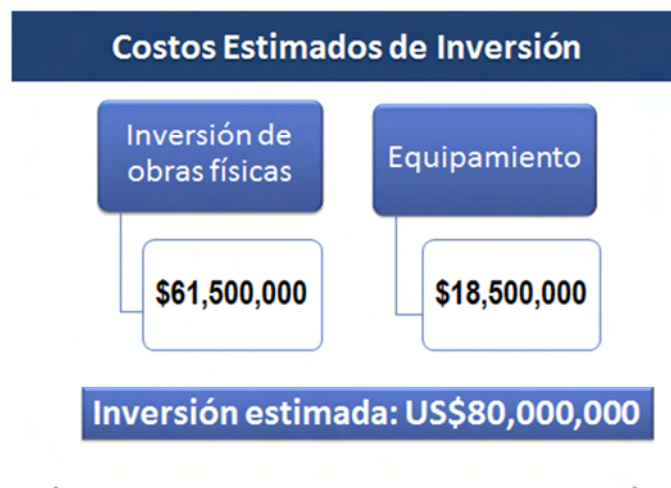 Costos Estimados de Inversión
Inversión de
obras físicas
$61,500,000
Equipamiento
$18,500,000
Inversión estimada: US$80,000,000